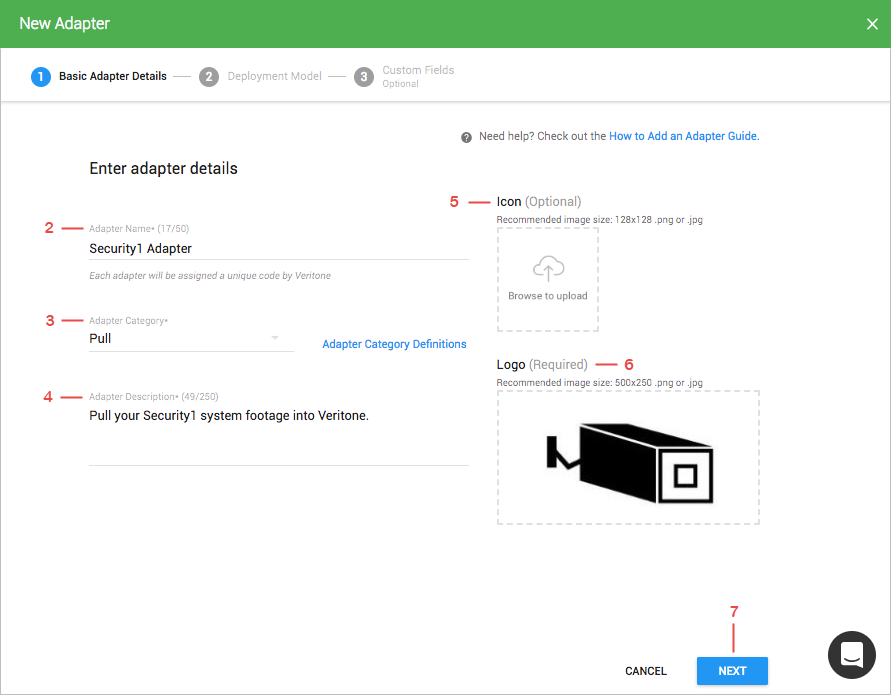 New Adapter
1 Basic Adapter Details 2 Deployment Model 3 Custom Fields
Optional
? Need help? Check out the How to Add an Adapter Guide.
Enter adapter details
2 Adapter Name* (17/50)
Security1 Adapter
Each adapter will be assigned a unique code by Veritone
3 Adapter Category*
Pull
Adapter Category Definitions
4 Adapter Description* (49/250)
Pull your Security1 system footage into Veritone.
5 Icon (Optional)
Recommended image size: 128x128 .png or .jpg
Browse to upload
Logo (Required) 6
Recommended image size: 500x250 .png or .jpg
7
CANCEL NEXT